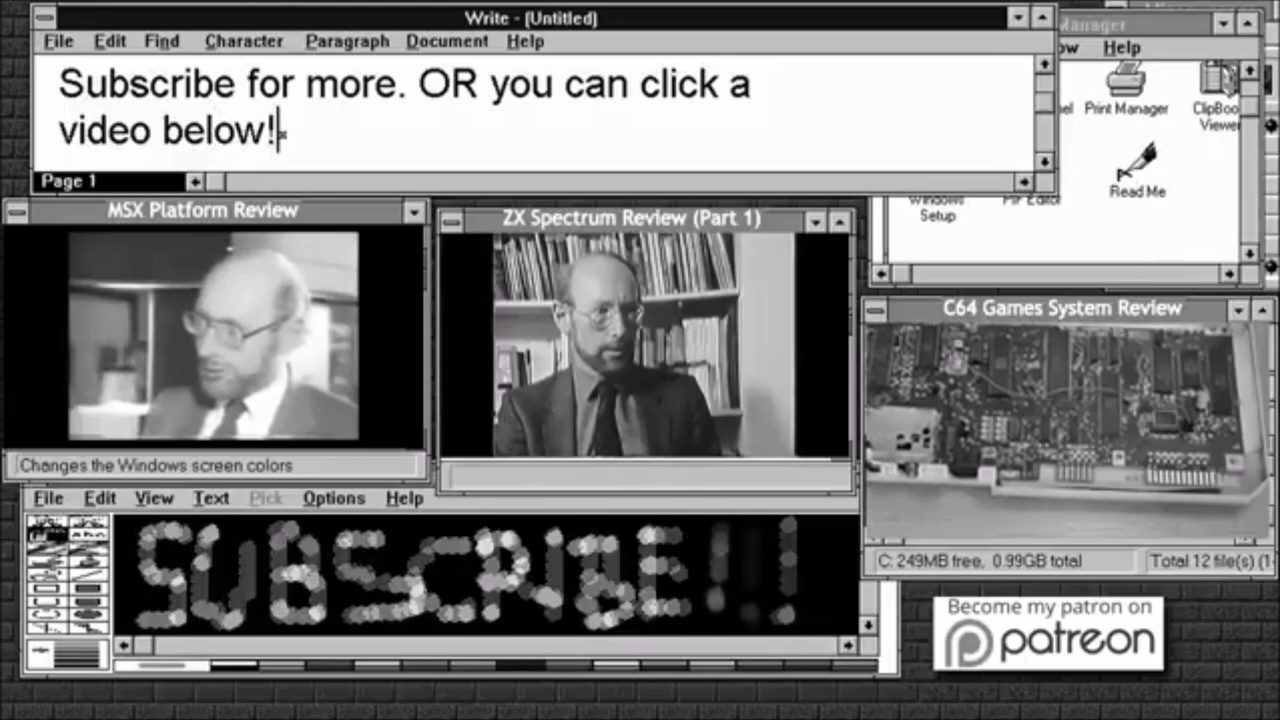 Write - [Untitled]
File Edit Find Character Paragraph Document Help
Subscribe for more. OR you can click a
video below!
Page 1
Manager
Help
Print Manager
Viewer
Read Me
Windows
Setup
MSX Platform Review
Changes the Windows screen colors
ZX Spectrum Review (Part 1)
C64 Games System Review
C: 249MB free, 0.99GB total Total 12 file(s) (1
File Edit View Text Pick Options Help
SUBSCRIBE!!!
Become my patron on
patreon